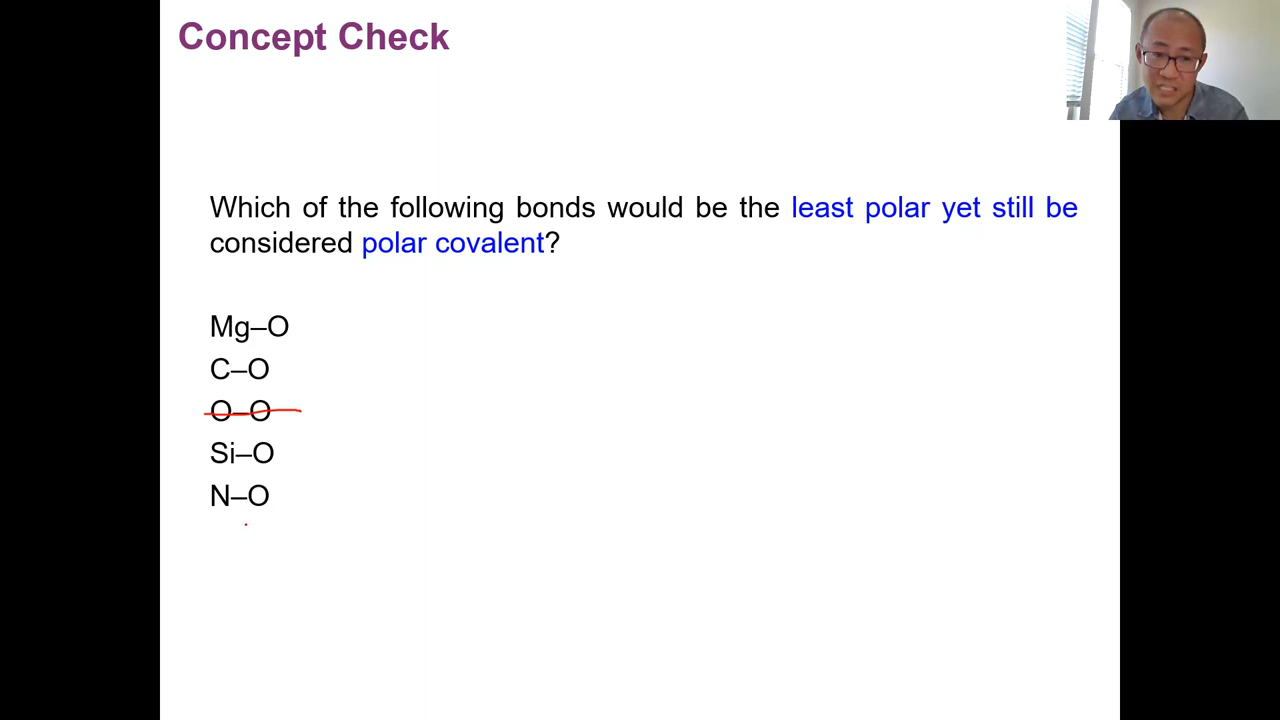 Concept Check
Which of the following bonds would be the least polar yet still be
considered polar covalent?
Mg–O
C–O
O–O
Si–O
N–O